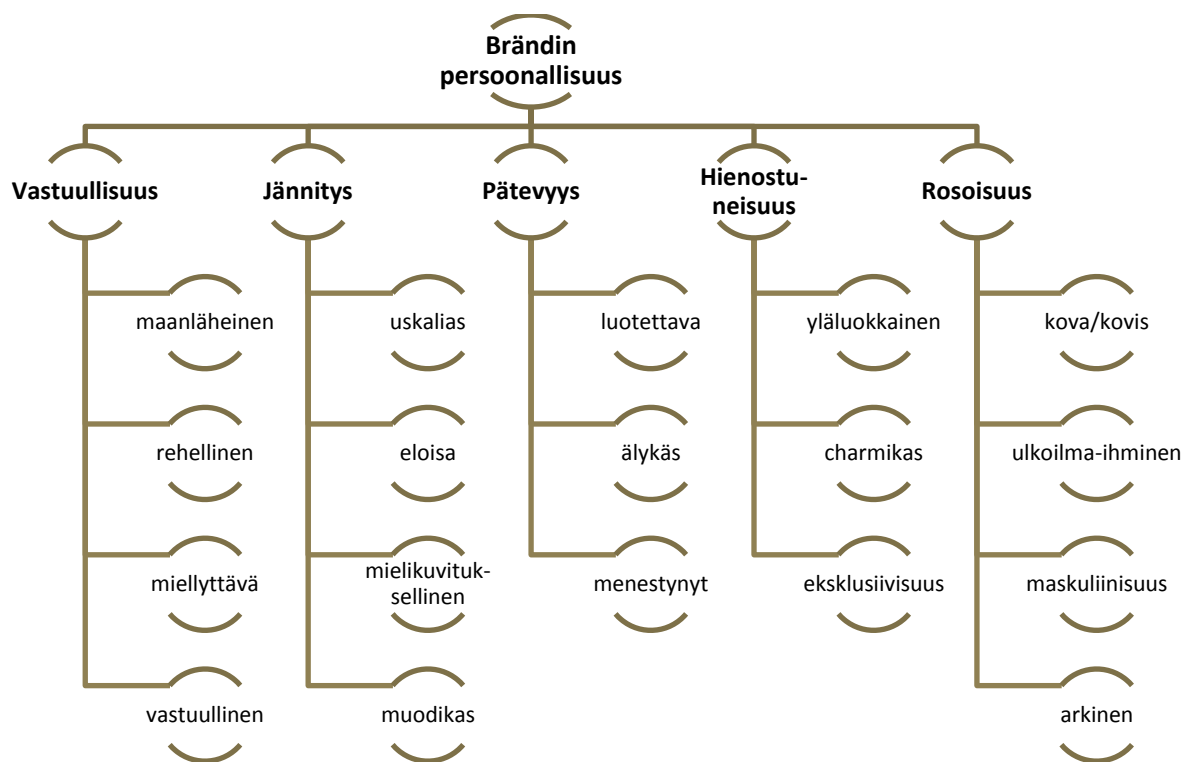 Brändin
persoonallisuus
Vastuullisuus
Jännitys
Pätevyys
Hienostu-
neisuus
Rosoisuus
maanläheinen
uskalias
luotettava
yläluokkainen
kova/kovis
rehellinen
eloisa
älykäs
charmikas
ulkoilma-ihminen
miellyttävä
mielikuvituk-
sellinen
menestynyt
eksklusiivisuus
maskuliinisuus
vastuullinen
muodikas
arkinen